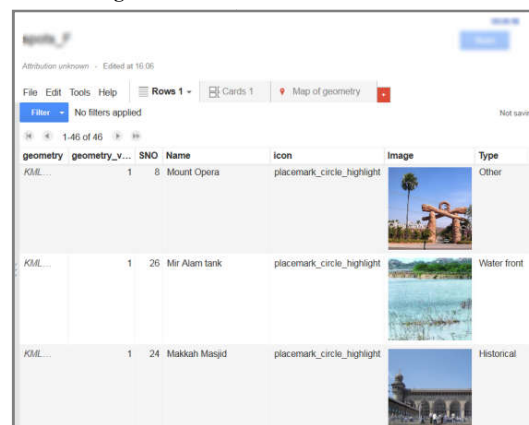 Attribution unknown - Edited at 16.06
File Edit Tools Help Rows 1 Cards 1 Map of geometry
Filter No filters applied Not savin
1-46 of 46
geometry geometry_v... SNO Name icon Image Type
KML... 1 8 Mount Opera placemark_circle_highlight Other
KML... 1 26 Mir Alam tank placemark_circle_highlight Water front
KML... 1 24 Makkah Masjid placemark_circle_highlight Historical